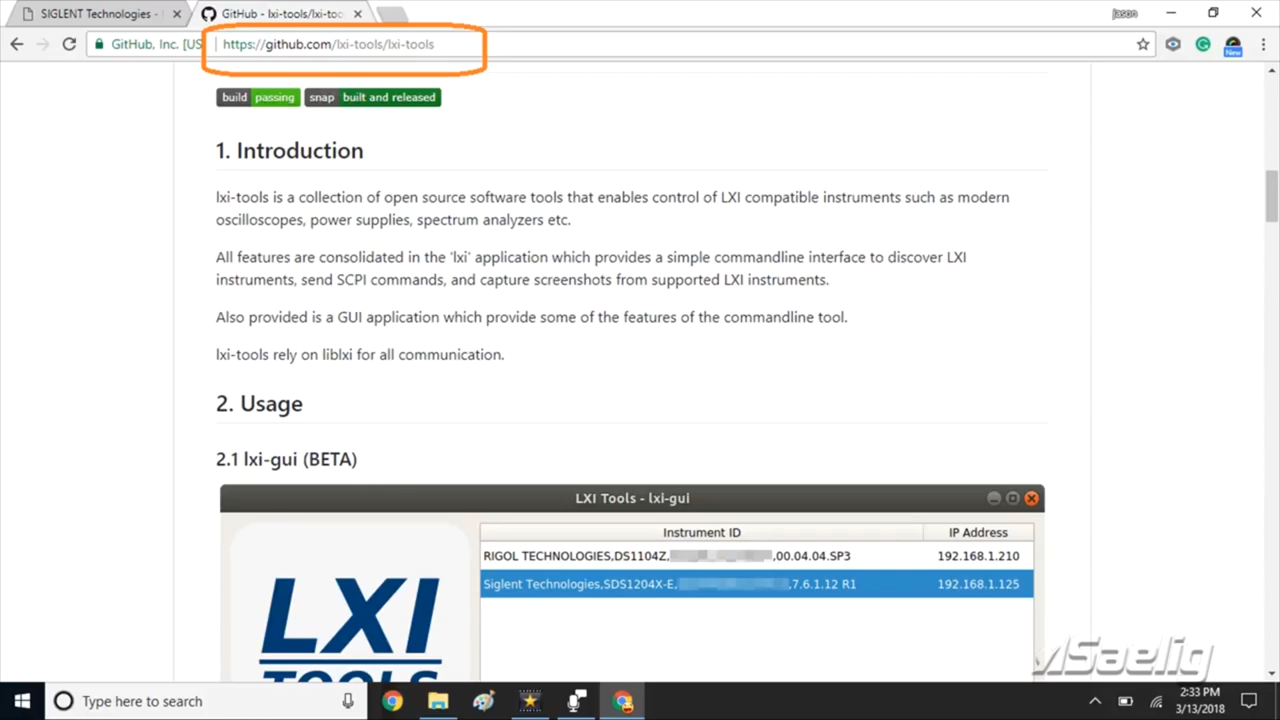 SIGLENT Technologies -
GitHub - lxi-tools/lxi-too
jason
GitHub, Inc. [US
https://github.com/lxi-tools/lxi-tools
New
build passing
snap built and released
1. Introduction
lxi-tools is a collection of open source software tools that enables control of LXI compatible instruments such as modern
oscilloscopes, power supplies, spectrum analyzers etc.
All features are consolidated in the 'lxi' application which provides a simple commandline interface to discover LXI
instruments, send SCPI commands, and capture screenshots from supported LXI instruments.
Also provided is a GUI application which provide some of the features of the commandline tool.
lxi-tools rely on liblxi for all communication.
2. Usage
2.1 lxi-gui (BETA)
LXI Tools - lxi-gui
Instrument ID IP Address
RIGOL TECHNOLOGIES,DS1104Z, ,00.04.04.SP3 192.168.1.210
Siglent Technologies,SDS1204X-E, ,7.6.1.12 R1 192.168.1.125
LXI
TOOLS
Saelig
Type here to search
2:33 PM
3/13/2018